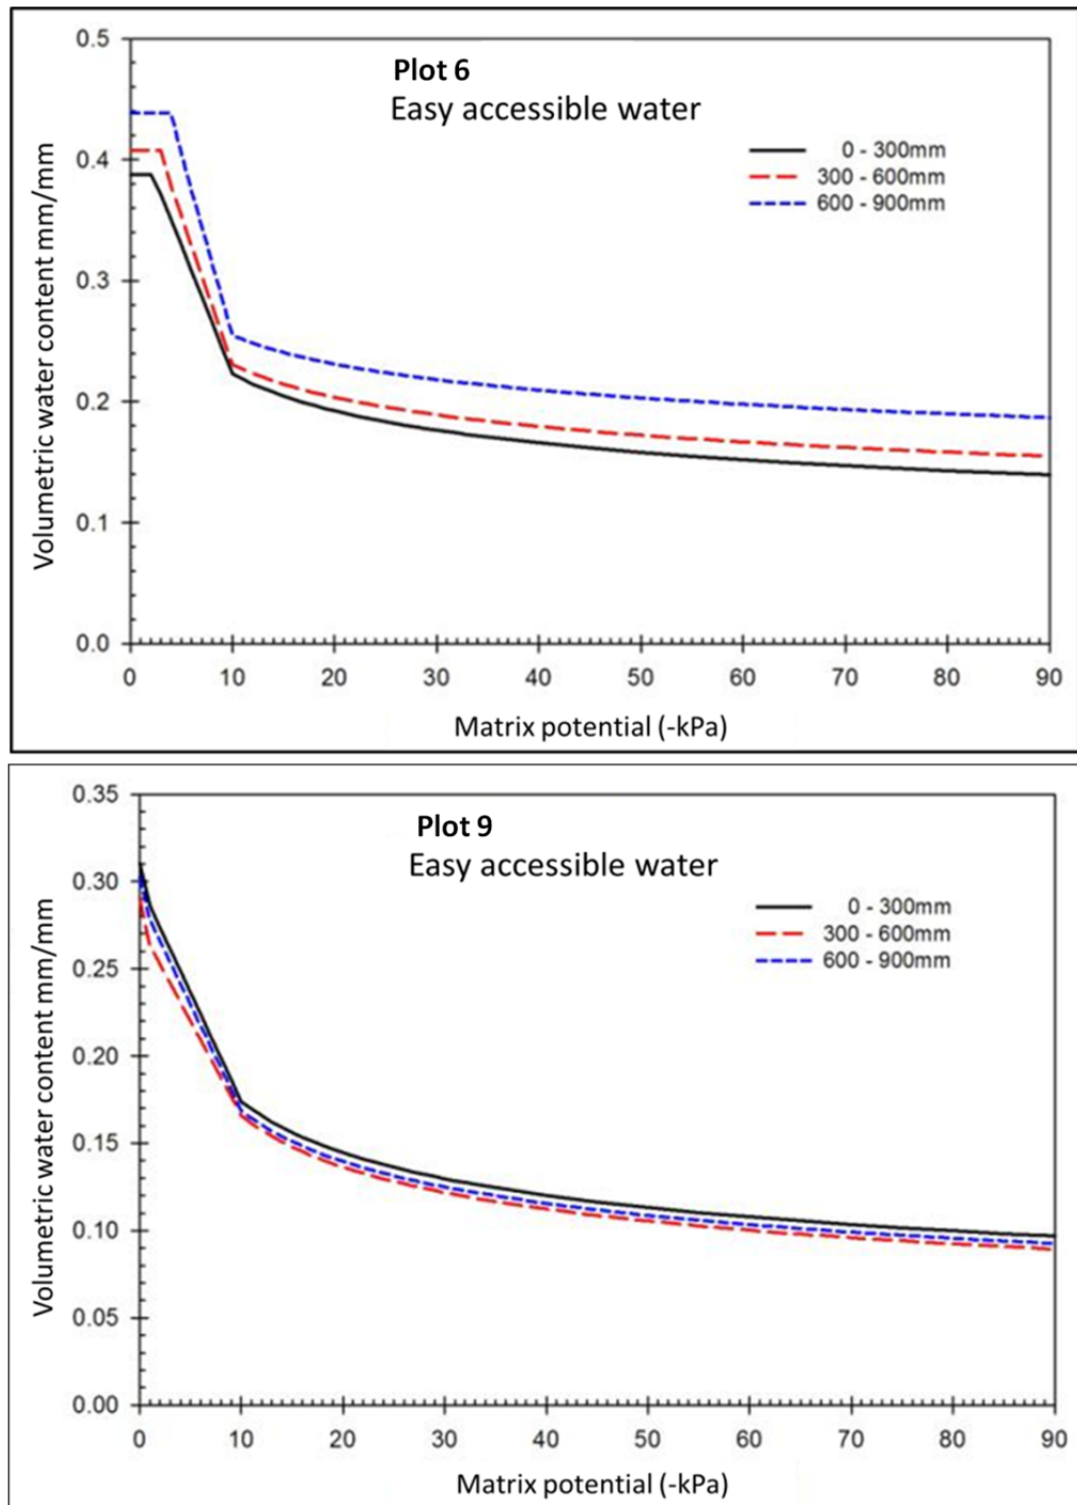 Plot 6
Easy accessible water
0 - 300mm
300 - 600mm
600 - 900mm
Volumetric water content mm/mm
0.5
0.4
0.3
0.2
0.1
0.0
0 10 20 30 40 50 60 70 80 90
Matrix potential (-kPa)
Plot 9
Easy accessible water
0 - 300mm
300 - 600mm
600 - 900mm
Volumetric water content mm/mm
0.35
0.30
0.25
0.20
0.15
0.10
0.05
0.00
0 10 20 30 40 50 60 70 80 90
Matrix potential (-kPa)